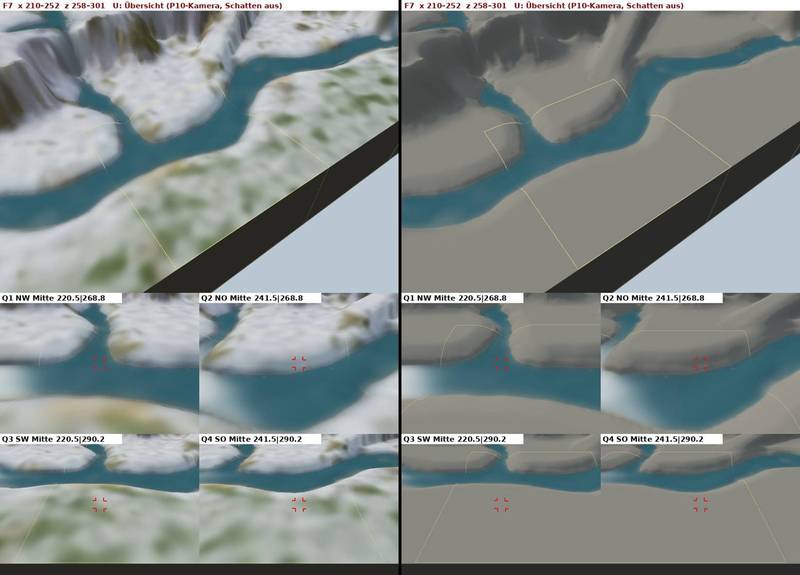 F7 x 210-252 z 258-301 U: Übersicht (P10-Kamera, Schatten aus)
F7 x 210-252 z 258-301 U: Übersicht (P10-Kamera, Schatten aus)
Q1 NW Mitte 220.5|268.8
Q2 NO Mitte 241.5|268.8
Q1 NW Mitte 220.5|268.8
Q2 NO Mitte 241.5|268.8
Q3 SW Mitte 220.5|290.2
Q4 SO Mitte 241.5|290.2
Q3 SW Mitte 220.5|290.2
Q4 SO Mitte 241.5|290.2